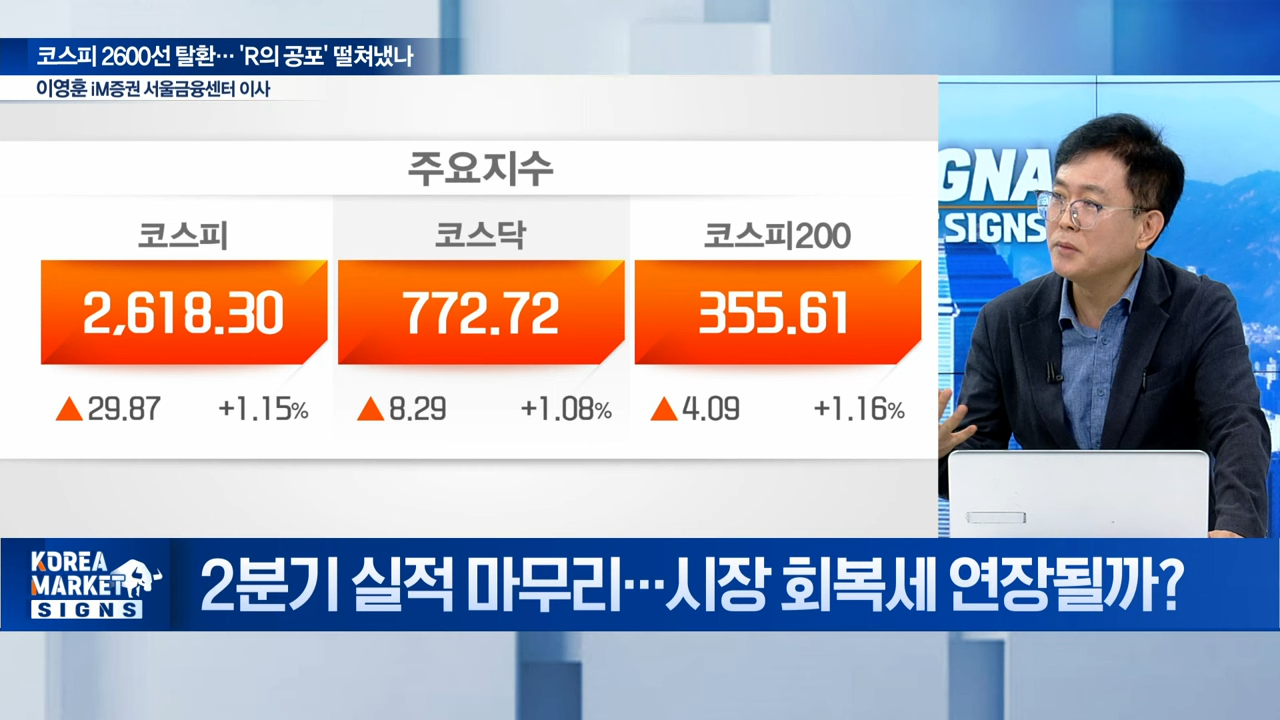 코스피 2600선 탈환… 'R의 공포' 떨쳐냈나
이영훈 iM증권 서울금융센터 이사
주요지수
코스피 코스닥 코스피200
2,618.30 772.72 355.61
▲29.87 +1.15% ▲8.29 +1.08% ▲4.09 +1.16%
GNA
SIGNS
KOREA
MARKET
SIGNS
2분기 실적 마무리…시장 회복세 연장될까?